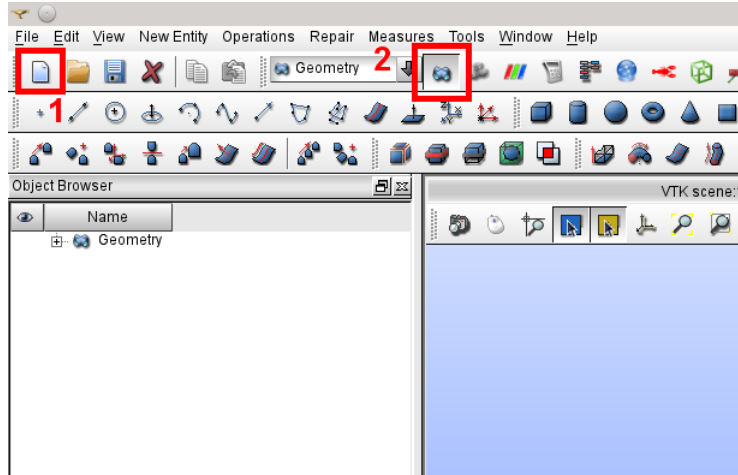 File Edit View New Entity Operations Repair Measures Tools Window Help
Geometry 2
1
Object Browser
VTK scene:
Name
Geometry